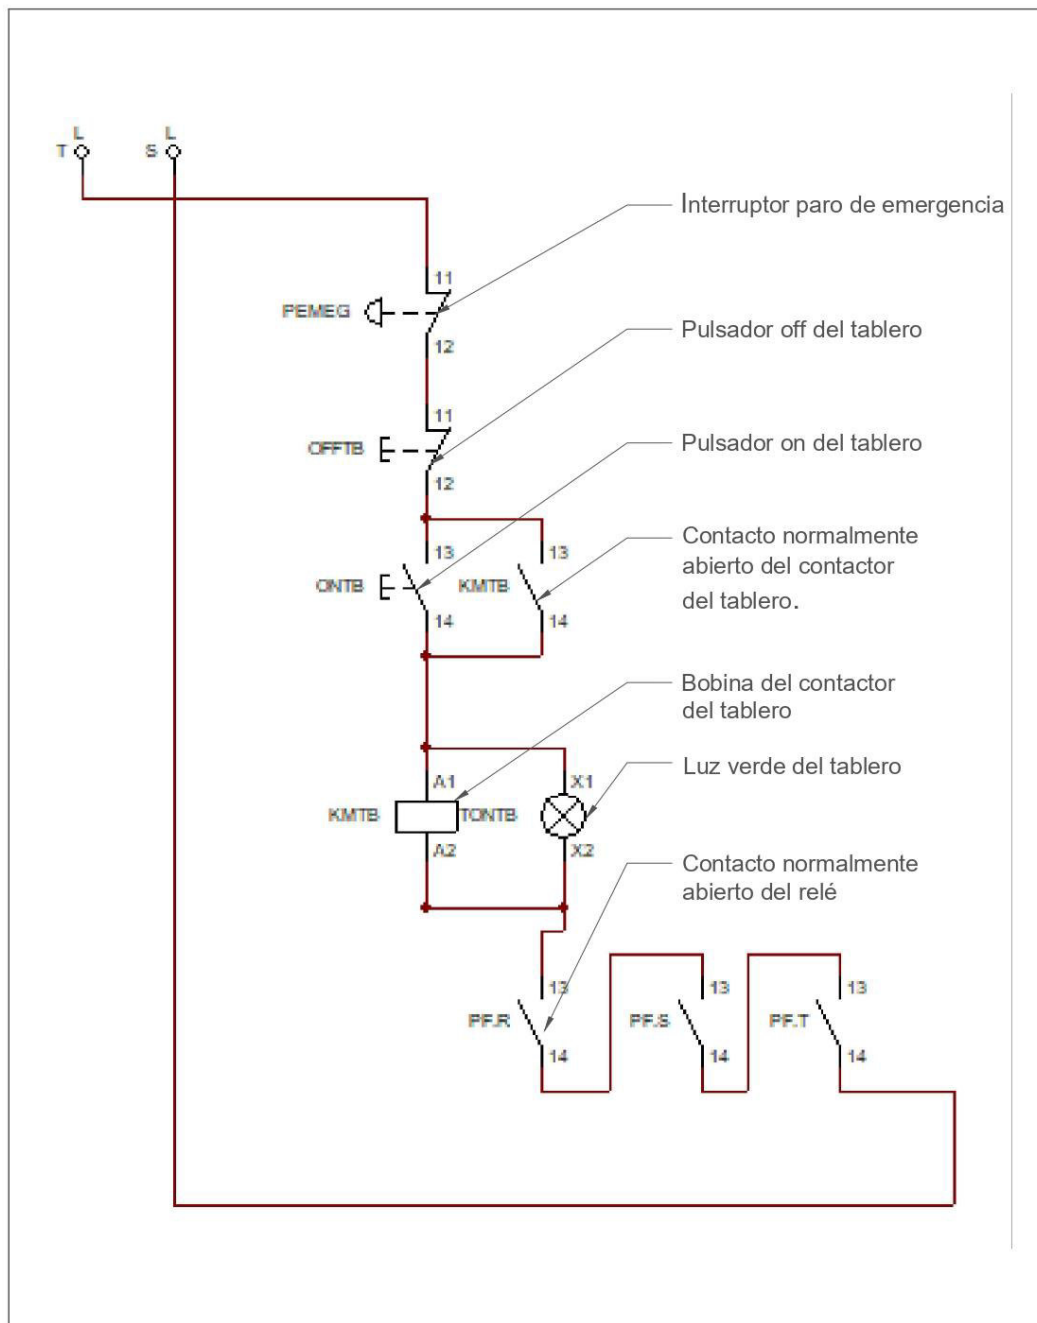 L
L
T
S
Interruptor paro de emergencia
11
PEMEG
12
Pulsador off del tablero
11
OFFTB
12
Pulsador on del tablero
13
13
ONTB
KMTB
14
14
Contacto normalmente
abierto del contactor
del tablero.
Bobina del contactor
del tablero
Luz verde del tablero
A1
X1
KMTB
TONTB
A2
X2
Contacto normalmente
abierto del relé
13
13
13
PF.R
PF.S
PF.T
14
14
14